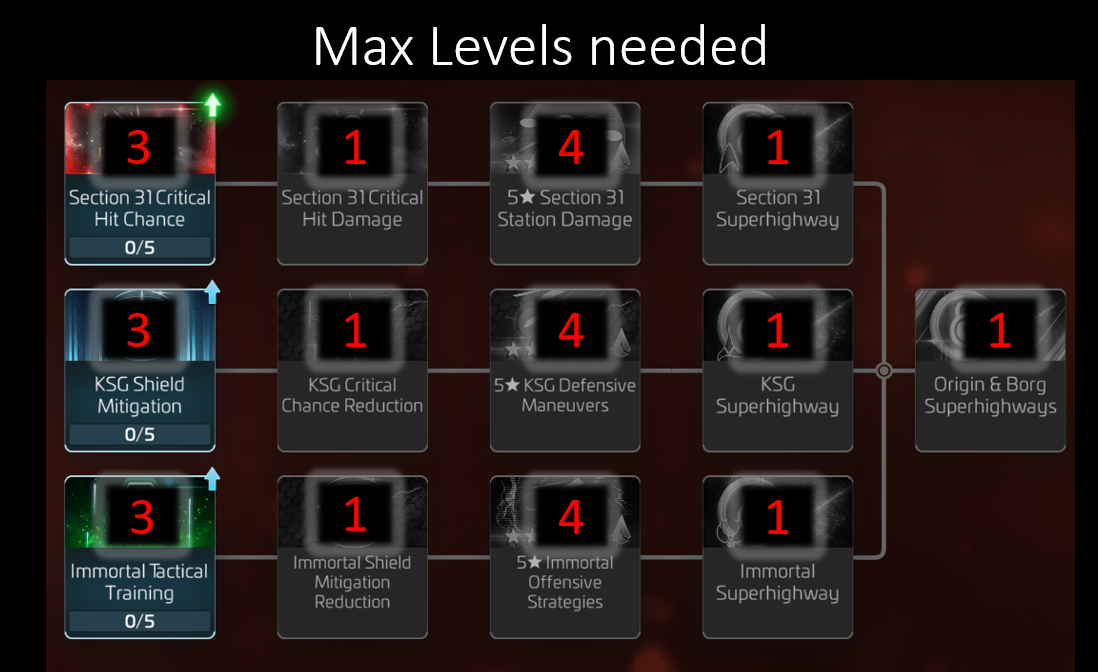 Max Levels needed
3
1
4
1
Section 31 Critical
Hit Chance
0/5
Section 31 Critical
Hit Damage
5★ Section 31
Station Damage
Section 31
Superhighway
3
1
4
1
1
KSG Shield
Mitigation
0/5
KSG Critical
Chance Reduction
5★ KSG Defensive
Maneuvers
KSG
Superhighway
Origin & Borg
Superhighways
3
1
4
1
Immortal Tactical
Training
0/5
Immortal Shield
Mitigation
Reduction
5★ Immortal
Offensive
Strategies
Immortal
Superhighway